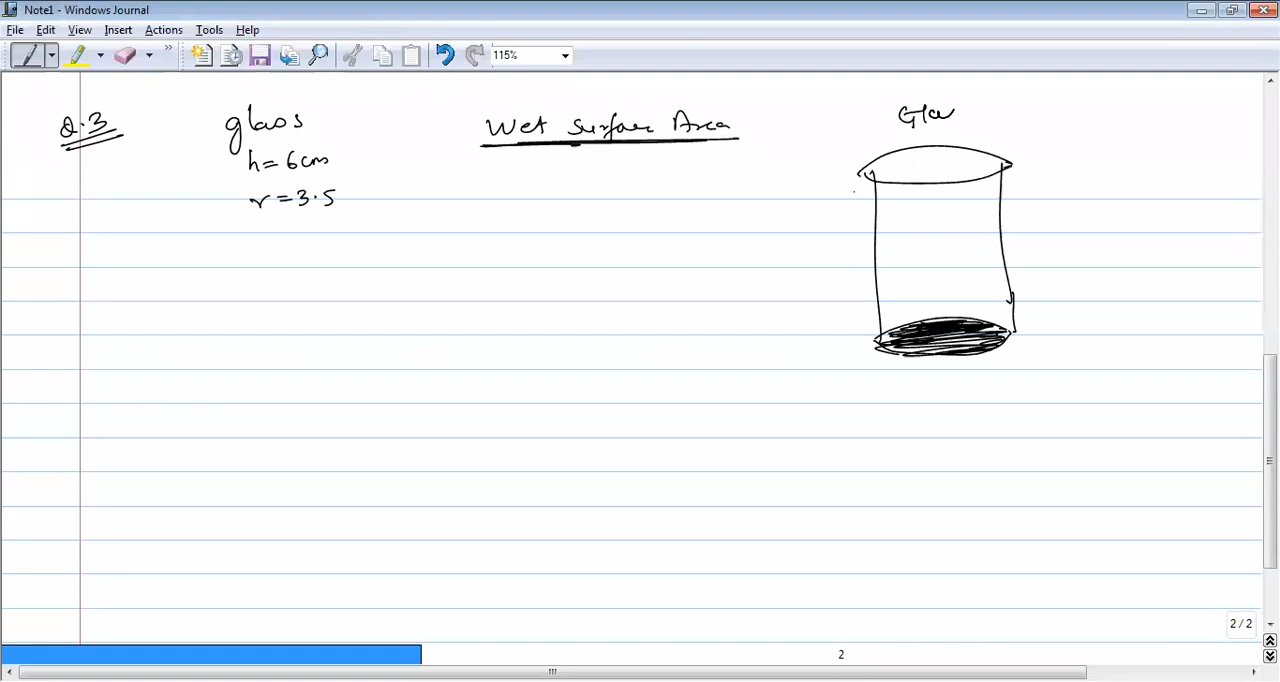 Note1 - Windows Journal
File Edit View Insert Actions Tools Help
115%
Q.3
glass
h = 6cm
r = 3.5
Wet Surface Area
Gla
2 / 2
2